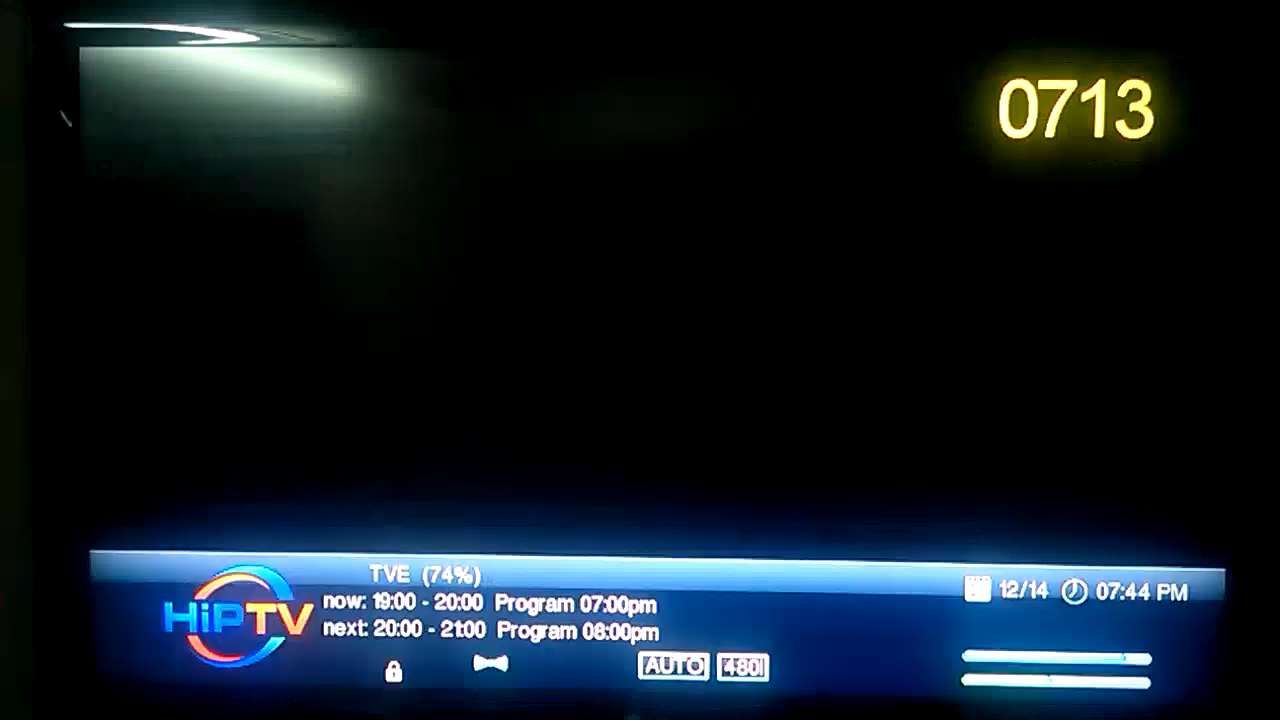 0713
TVE (74%)
12/14 07:44 PM
HiPTV
now: 19:00 - 20:00 Program 07:00pm
next: 20:00 - 21:00 Program 08:00pm
AUTO 480i